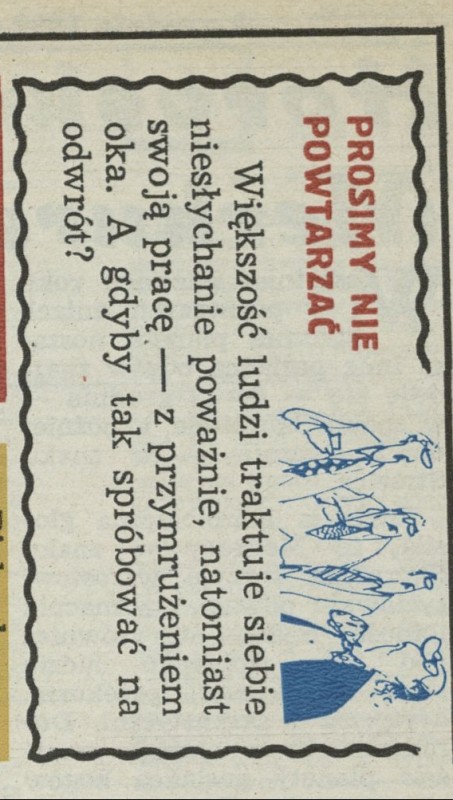 PROSIMY NIE
POWTARZAĆ
Większość ludzi traktuje siebie
niesłychanie poważnie, natomiast
swoją pracę — z przymrużeniem
oka. A gdyby tak spróbować na
odwrót?